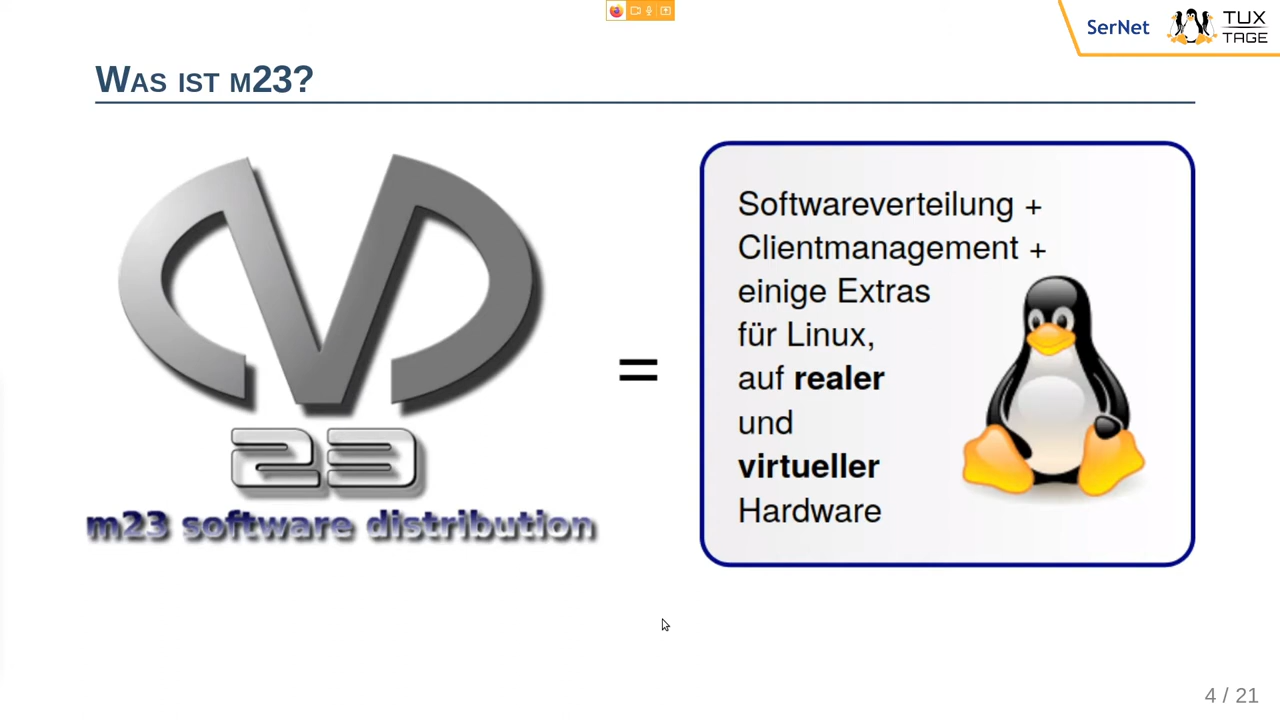 SerNet
TUX
TAGE
Was ist m23?
23
m23 software distribution
=
Softwareverteilung +
Clientmanagement +
einige Extras
für Linux,
auf realer
und
virtueller
Hardware
4 / 21